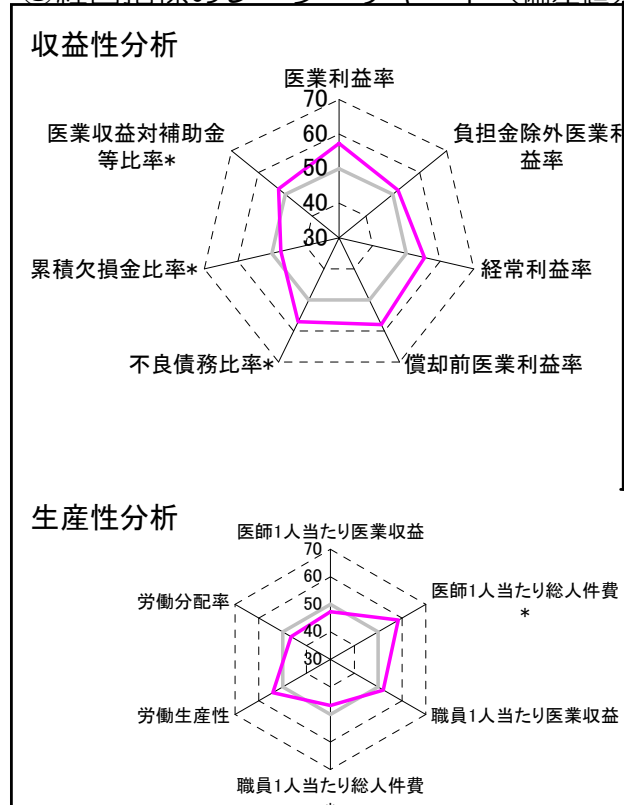 収益性分析
医業利益率
70
医業収益対補助金
等比率*
負担金除外医業利
益率
60
50
40
30
累積欠損金比率*
経常利益率
不良債務比率*
償却前医業利益率
生産性分析
医師1人当たり医業収益
70
60
50
40
30
労働分配率
医師1人当たり総人件費
*
労働生産性
職員1人当たり医業収益
職員1人当たり総人件費